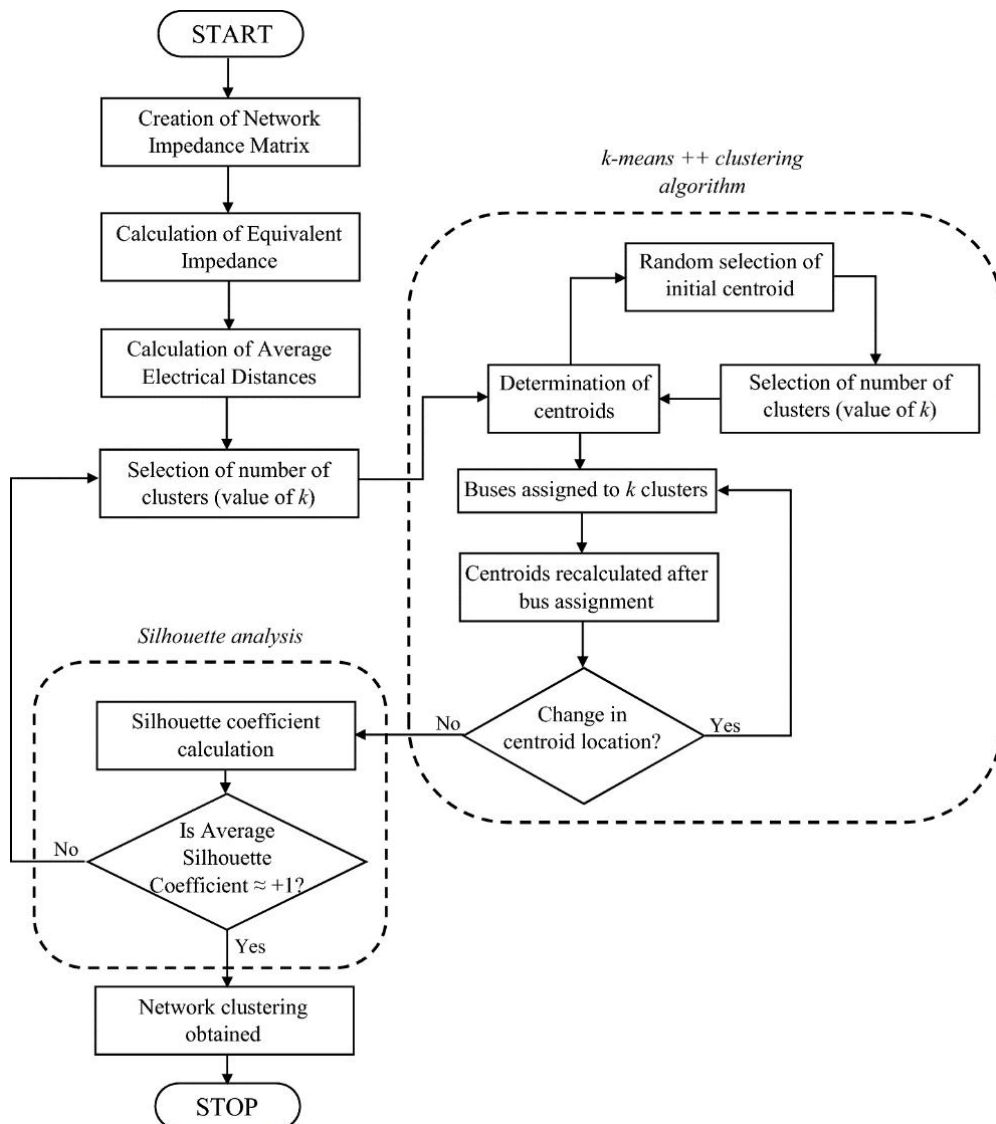 START
Creation of Network
Impedance Matrix
Calculation of Equivalent
Impedance
Calculation of Average
Electrical Distances
Selection of number of
clusters (value of k)
k-means ++ clustering
algorithm
Random selection of
initial centroid
Determination of
centroids
Selection of number of
clusters (value of k)
Buses assigned to k clusters
Centroids recalculated after
bus assignment
Change in
centroid location?
No
Yes
Silhouette analysis
Silhouette coefficient
calculation
Is Average
Silhouette
Coefficient ≈ +1?
No
Yes
Network clustering
obtained
STOP